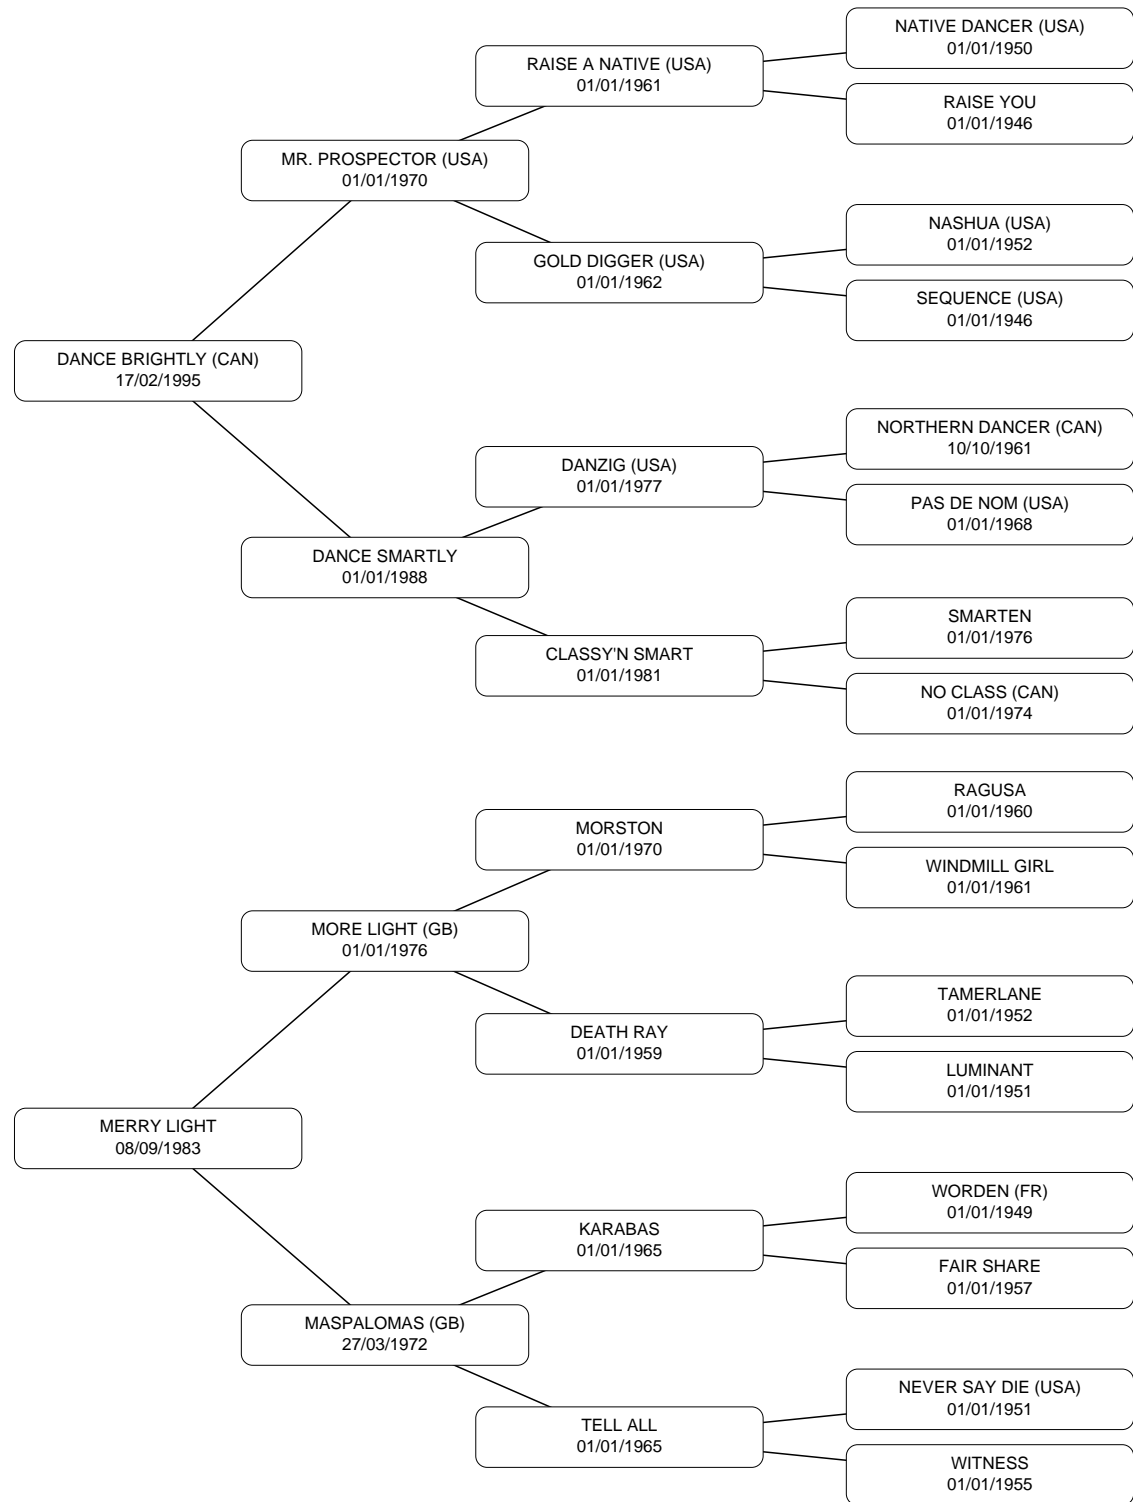 NATIVE DANCER (USA)
01/01/1950
RAISE A NATIVE (USA)
01/01/1961
RAISE YOU
01/01/1946
MR. PROSPECTOR (USA)
01/01/1970
NASHUA (USA)
01/01/1952
GOLD DIGGER (USA)
01/01/1962
SEQUENCE (USA)
01/01/1946
DANCE BRIGHTLY (CAN)
17/02/1995
NORTHERN DANCER (CAN)
10/10/1961
DANZIG (USA)
01/01/1977
PAS DE NOM (USA)
01/01/1968
DANCE SMARTLY
01/01/1988
SMARTEN
01/01/1976
CLASSY'N SMART
01/01/1981
NO CLASS (CAN)
01/01/1974
RAGUSA
01/01/1960
MORSTON
01/01/1970
WINDMILL GIRL
01/01/1961
MORE LIGHT (GB)
01/01/1976
TAMERLANE
01/01/1952
DEATH RAY
01/01/1959
LUMINANT
01/01/1951
MERRY LIGHT
08/09/1983
WORDEN (FR)
01/01/1949
KARABAS
01/01/1965
FAIR SHARE
01/01/1957
MASPALOMAS (GB)
27/03/1972
NEVER SAY DIE (USA)
01/01/1951
TELL ALL
01/01/1965
WITNESS
01/01/1955